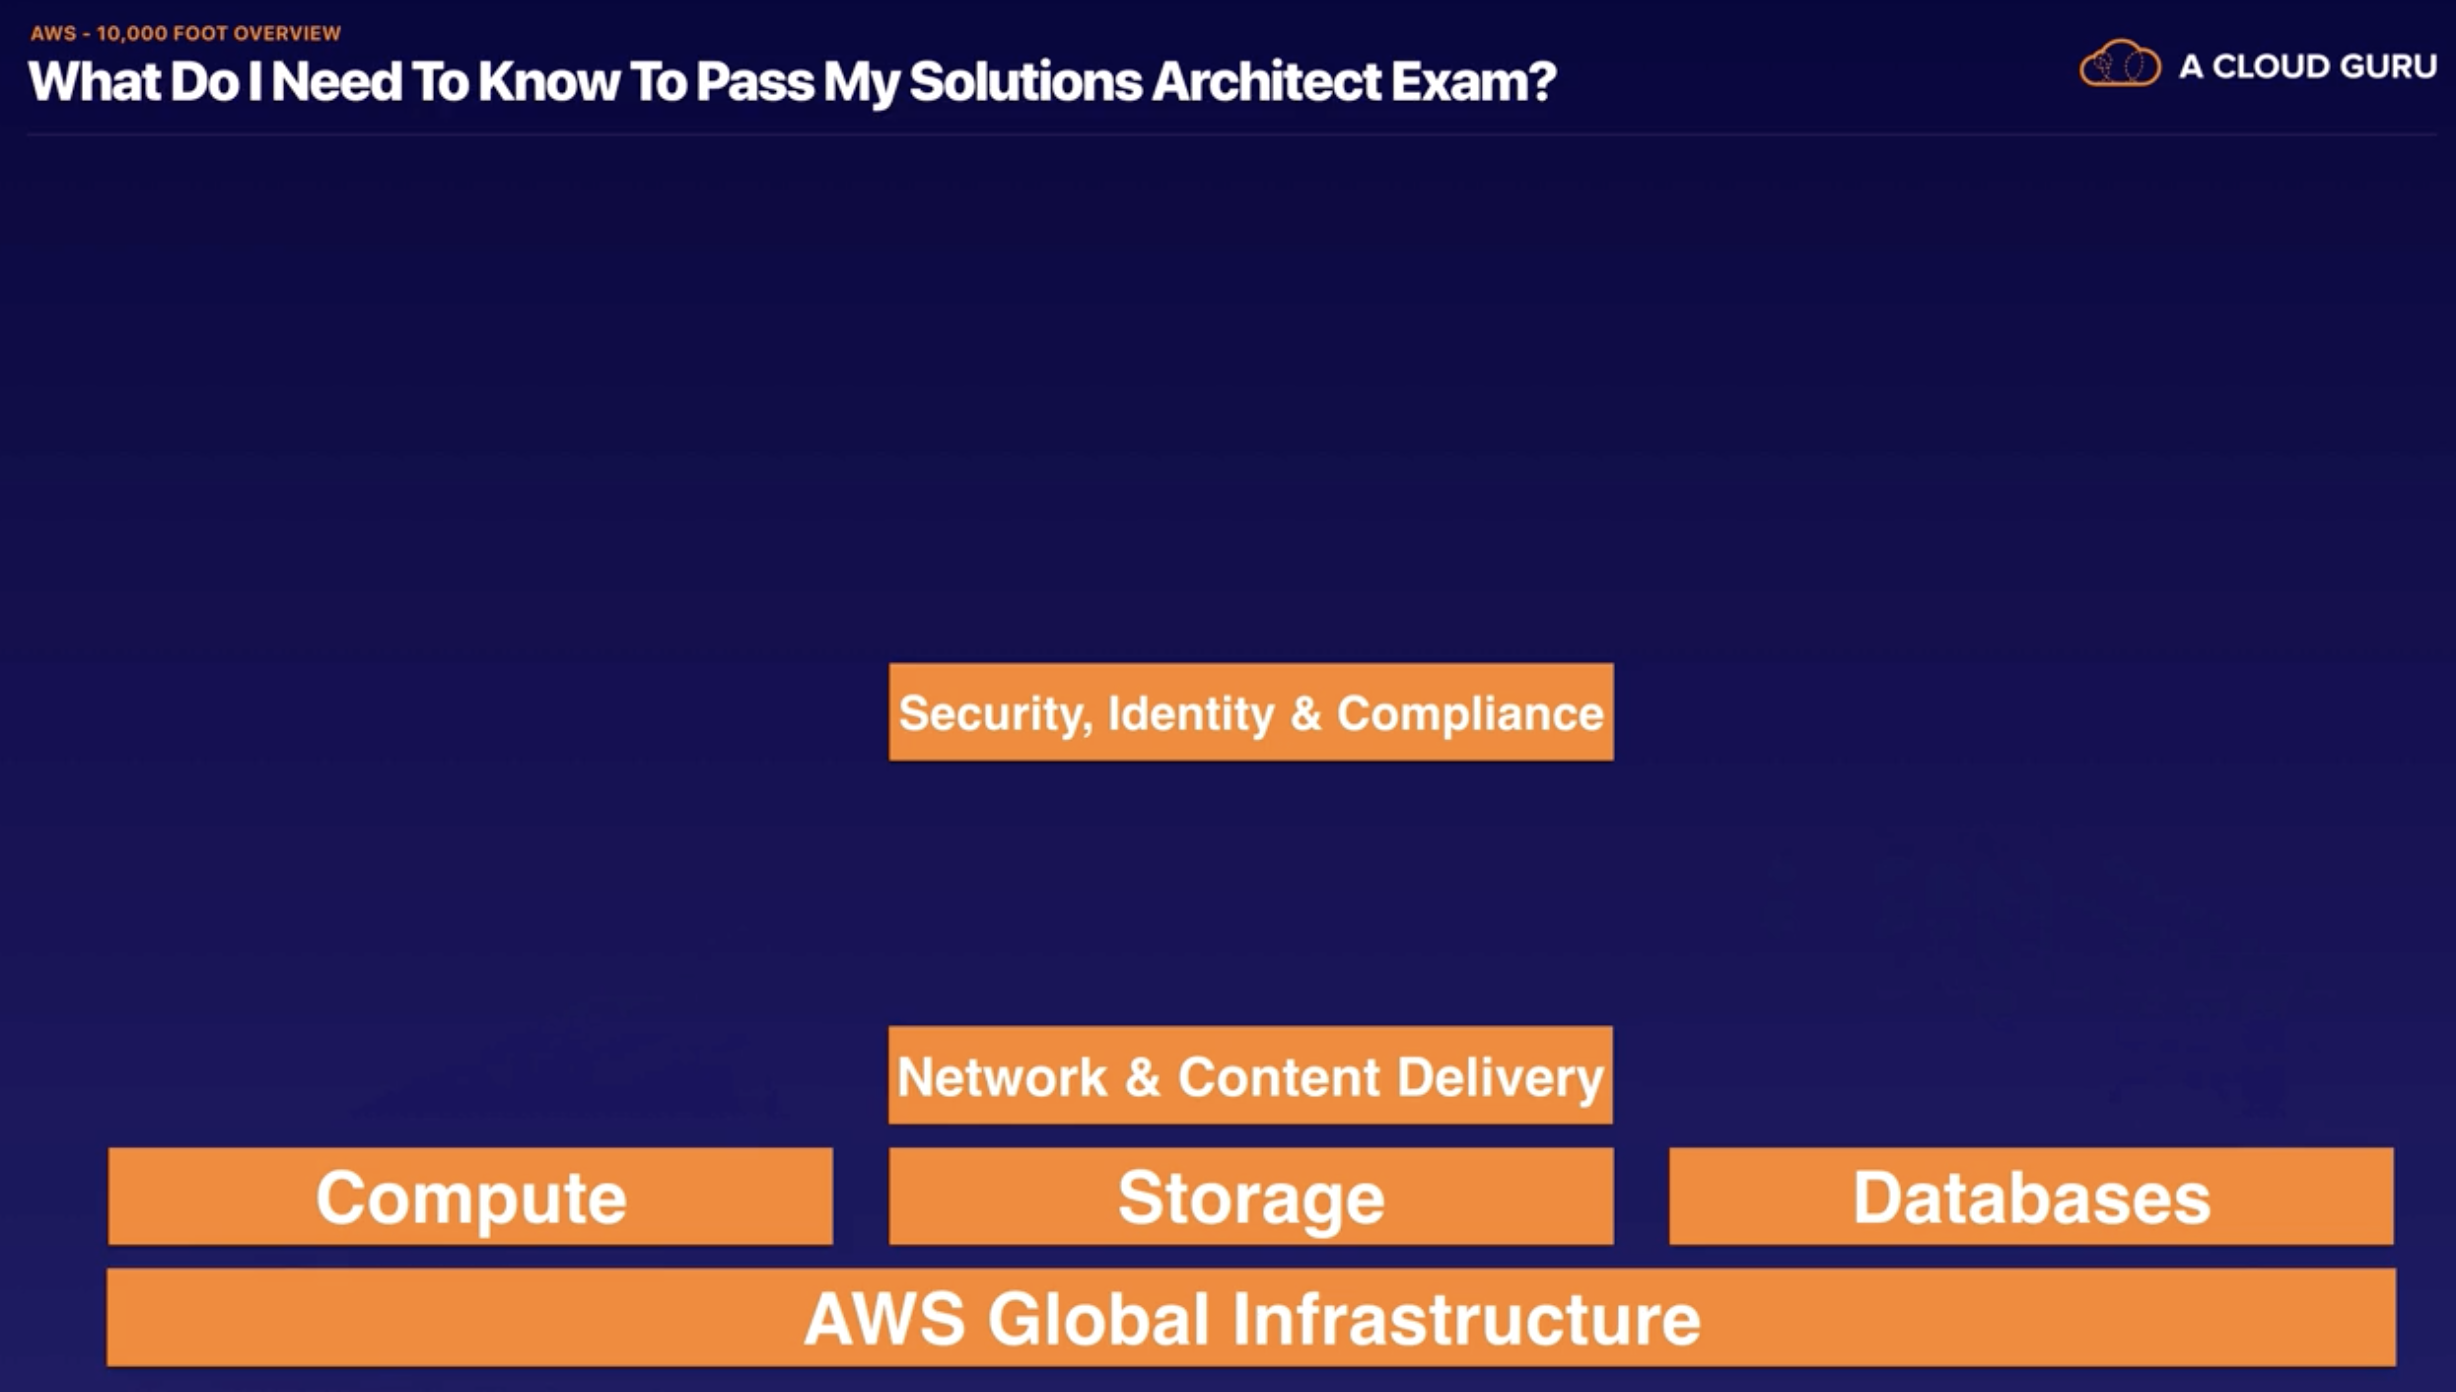 AWS - 10,000 FOOT OVERVIEW
What Do I Need To Know To Pass My Solutions Architect Exam?
A CLOUD GURU
Security, Identity & Compliance
Network & Content Delivery
Compute
Storage
Databases
AWS Global Infrastructure